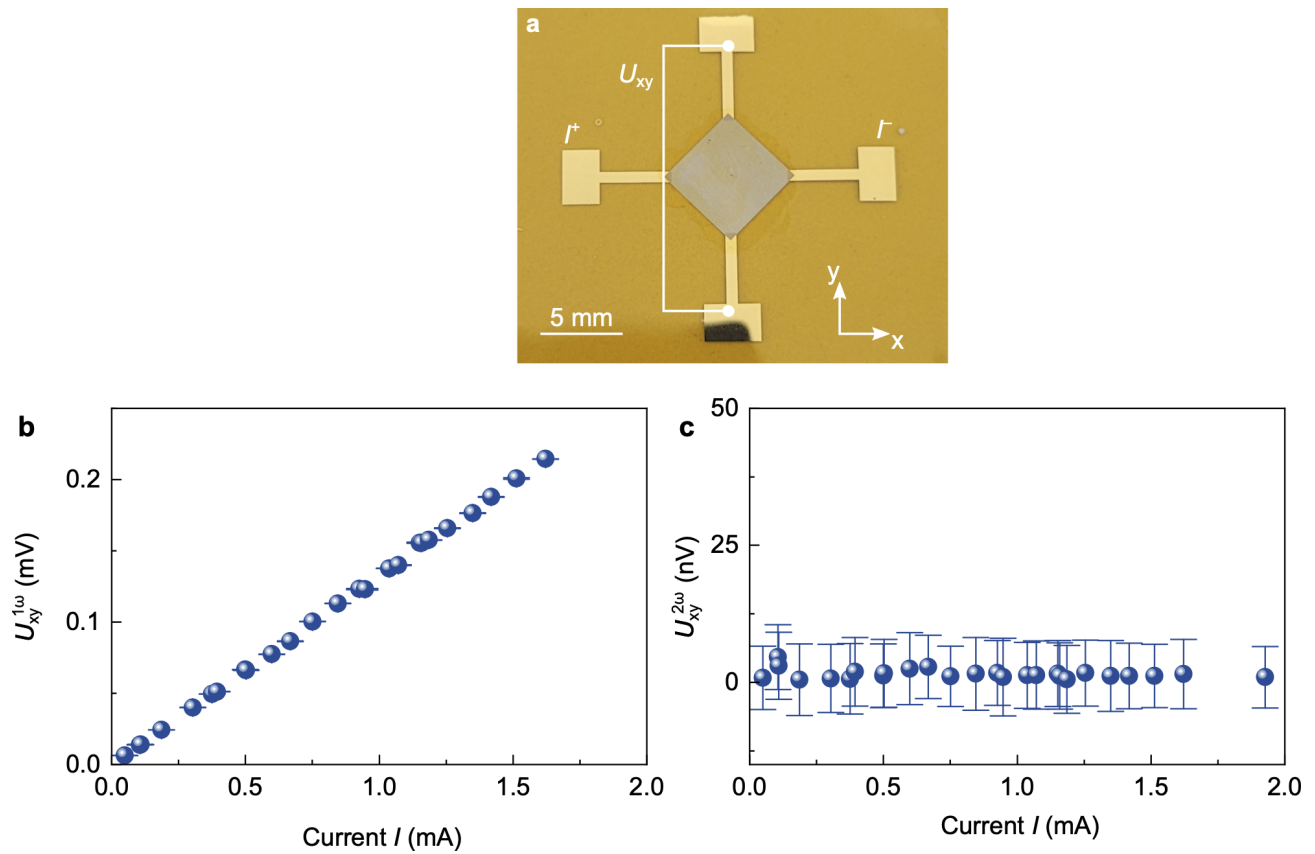 a
U_xy
I⁺
I⁻
y
x
5 mm
b
U_xy^1ω (mV)
0.2
0.1
0.0
0.0 0.5 1.0 1.5 2.0
Current I (mA)
c
U_xy^2ω (nV)
50
25
0
0.0 0.5 1.0 1.5 2.0
Current I (mA)